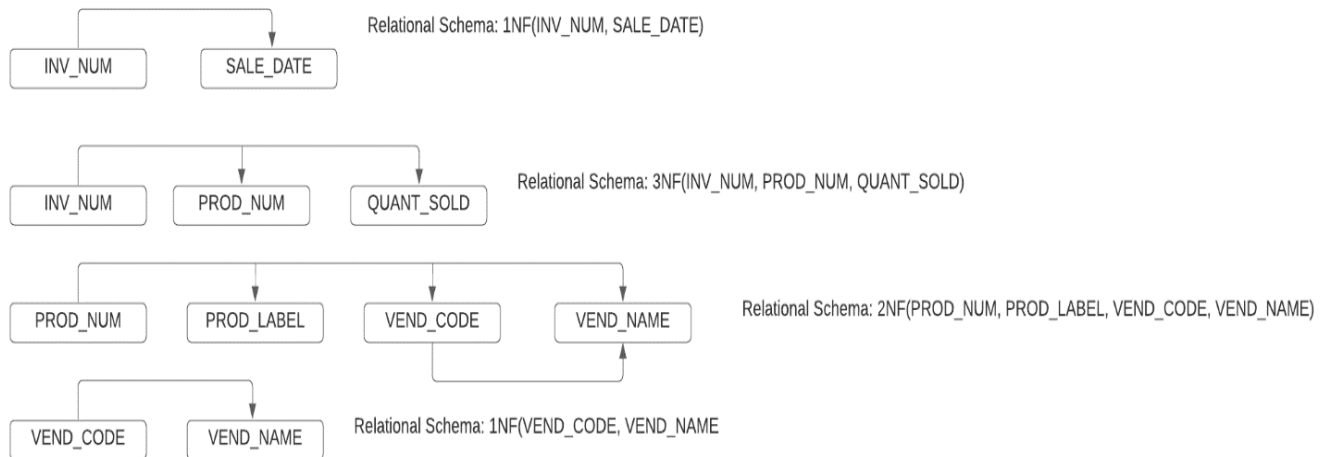 Relational Schema: 1NF(INV_NUM, SALE_DATE)
INV_NUM SALE_DATE
Relational Schema: 3NF(INV_NUM, PROD_NUM, QUANT_SOLD)
INV_NUM PROD_NUM QUANT_SOLD
Relational Schema: 2NF(PROD_NUM, PROD_LABEL, VEND_CODE, VEND_NAME)
PROD_NUM PROD_LABEL VEND_CODE VEND_NAME
Relational Schema: 1NF(VEND_CODE, VEND_NAME
VEND_CODE VEND_NAME